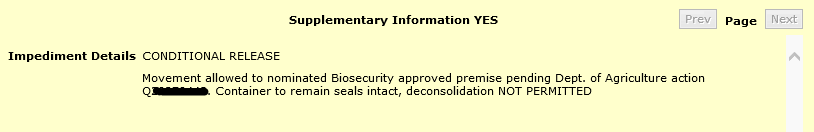 Supplementary Information YES
Prev Page Next
Impediment Details CONDITIONAL RELEASE
Movement allowed to nominated Biosecurity approved premise pending Dept. of Agriculture action
. Container to remain seals intact, deconsolidation NOT PERMITTED